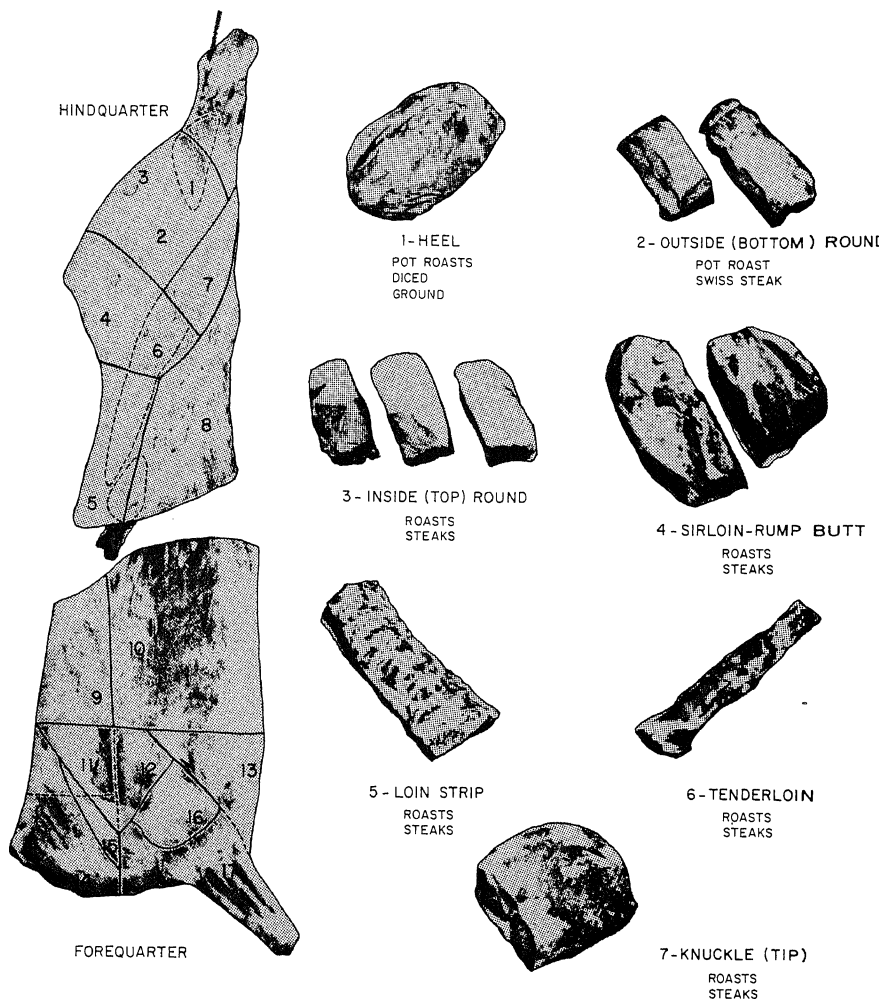 HINDQUARTER
3
1
2
7
4
6
8
5
1-HEEL
POT ROASTS
DICED
GROUND
2-OUTSIDE (BOTTOM) ROUND
POT ROAST
SWISS STEAK
3-INSIDE (TOP) ROUND
ROASTS
STEAKS
4-SIRLOIN-RUMP BUTT
ROASTS
STEAKS
10
9
11
12
13
16
15
17
FOREQUARTER
5-LOIN STRIP
ROASTS
STEAKS
6-TENDERLOIN
ROASTS
STEAKS
7-KNUCKLE (TIP)
ROASTS
STEAKS